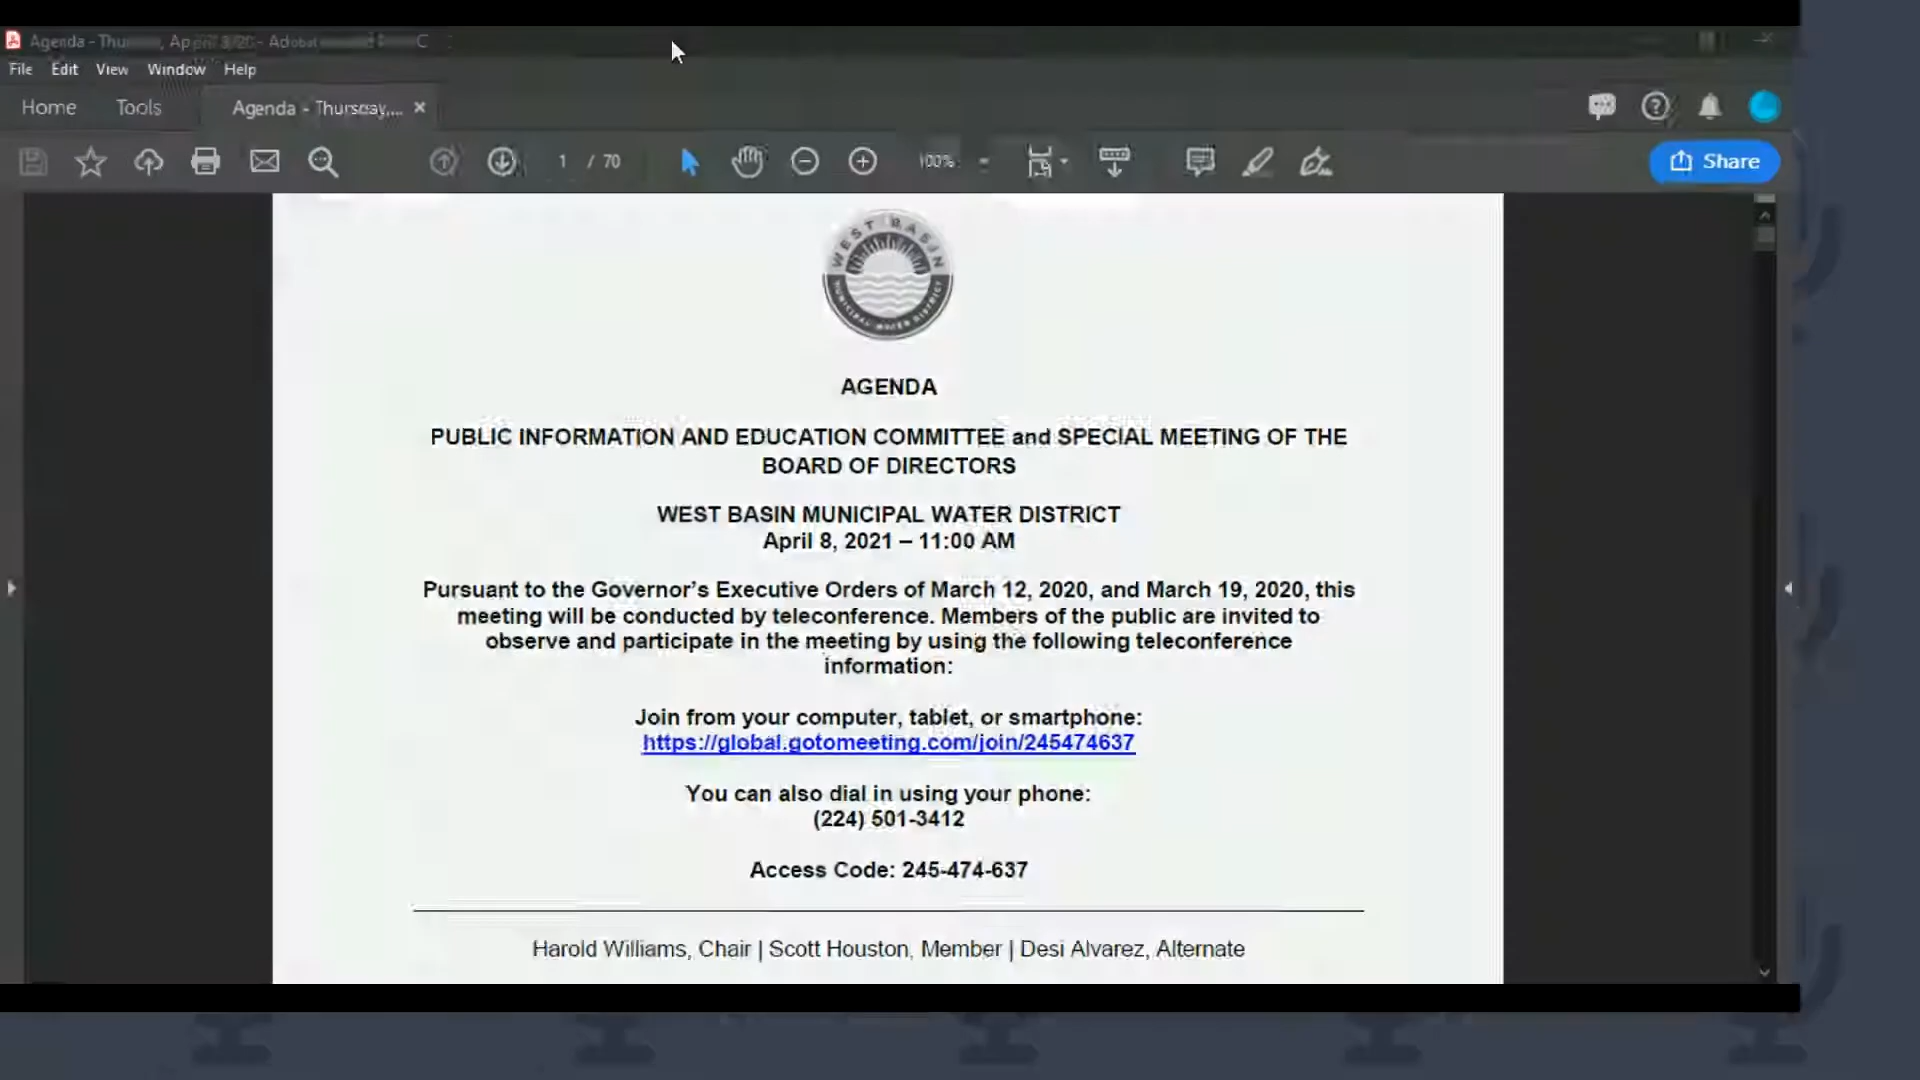 File Edit View Window Help
Home Tools Agenda - Thursday,...
1 / 70 100% Share
WEST BASIN
MUNICIPAL WATER DISTRICT
AGENDA
PUBLIC INFORMATION AND EDUCATION COMMITTEE and SPECIAL MEETING OF THE
BOARD OF DIRECTORS
WEST BASIN MUNICIPAL WATER DISTRICT
April 8, 2021 – 11:00 AM
Pursuant to the Governor’s Executive Orders of March 12, 2020, and March 19, 2020, this
meeting will be conducted by teleconference. Members of the public are invited to
observe and participate in the meeting by using the following teleconference
information:
Join from your computer, tablet, or smartphone:
https://global.gotomeeting.com/join/245474637
You can also dial in using your phone:
(224) 501-3412
Access Code: 245-474-637
Harold Williams, Chair | Scott Houston, Member | Desi Alvarez, Alternate